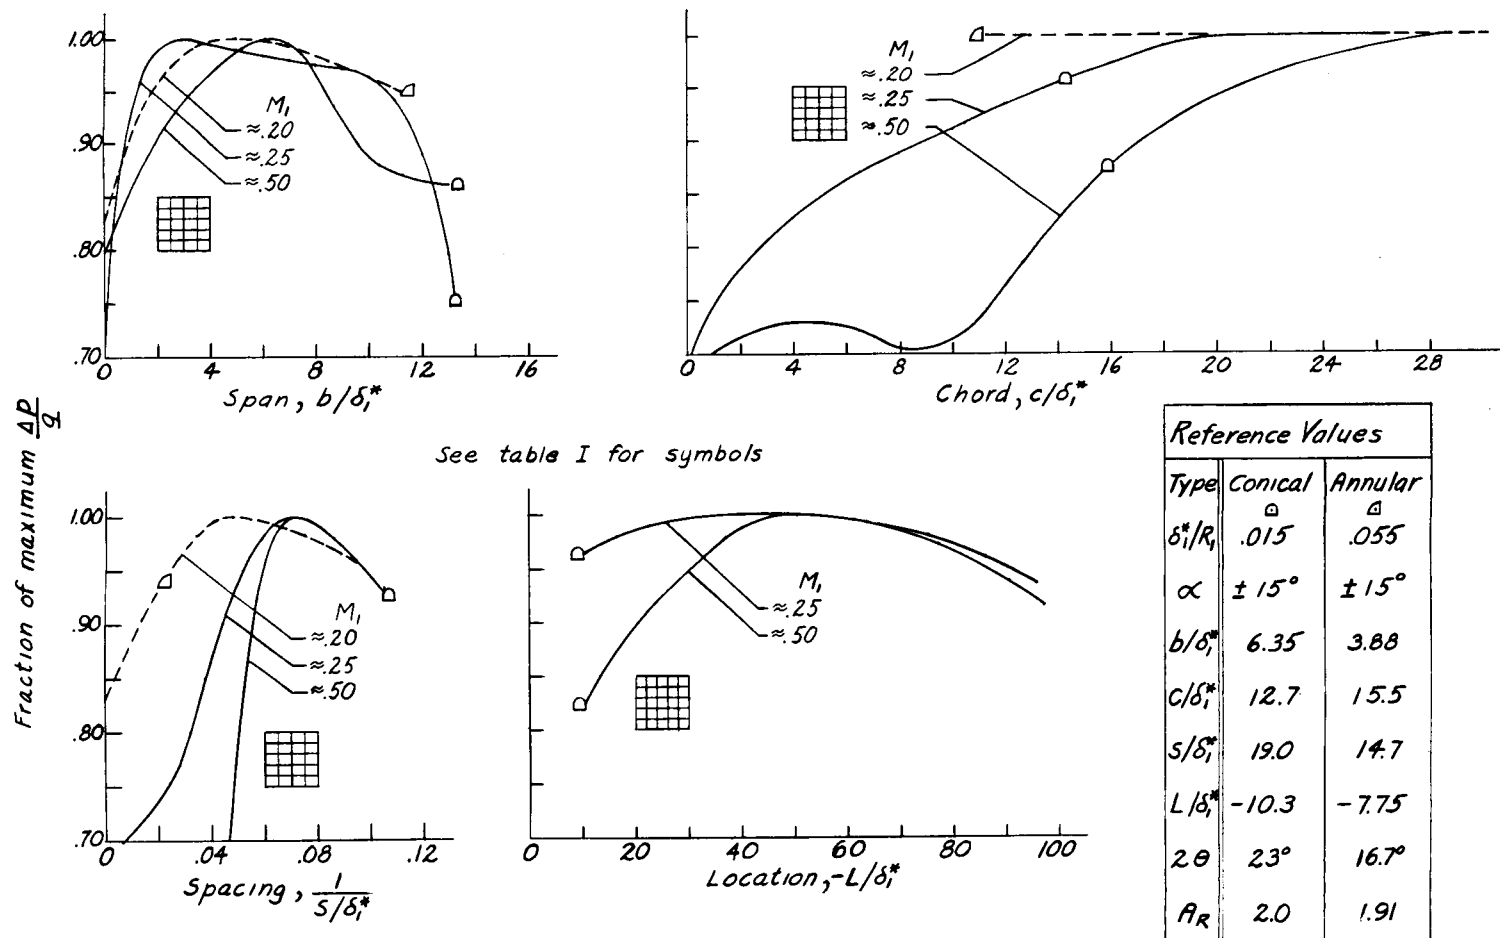 1.00
.90
.80
.70
0 4 8 12 16
Span, b/δ₁*
M₁
≈.20
≈.25
≈.50
M₁
≈.20
≈.25
≈.50
0 4 8 12 16 20 24 28
Chord, c/δ₁*
Fraction of maximum ΔP/q
See table I for symbols
1.00
.90
.80
.70
0 .04 .08 .12
Spacing, 1/S/δ₁*
M₁
≈.20
≈.25
≈.50
M₁
≈.25
≈.50
0 20 40 60 80 100
Location, -L/δ₁*
Reference Values
Type Conical Annular
δ₁*/R₁ .015 .055
α ±15° ±15°
b/δ₁* 6.35 3.88
c/δ₁* 12.7 15.5
S/δ₁* 19.0 14.7
L/δ₁* -10.3 -7.75
2θ 23° 16.7°
A_R 2.0 1.91